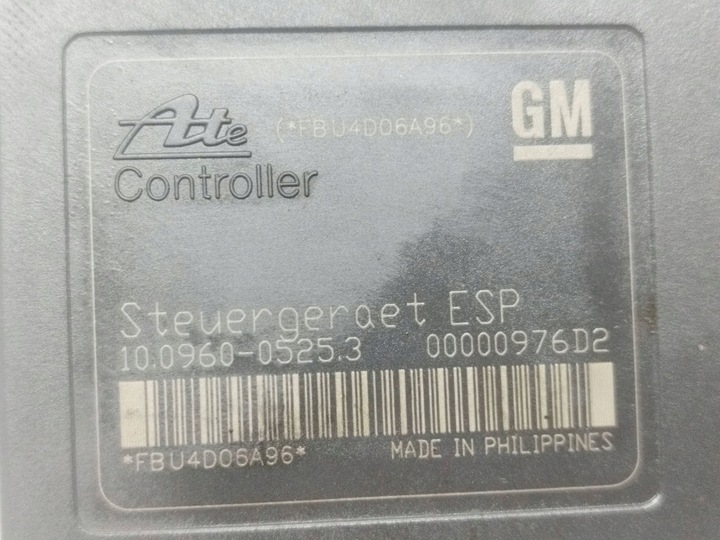 Ate (*FBU4D06A96*) GM
Controller
Steuergeraet ESP
10.0960-0525.3 00000976D2
*FBU4D06A96* MADE IN PHILIPPINES